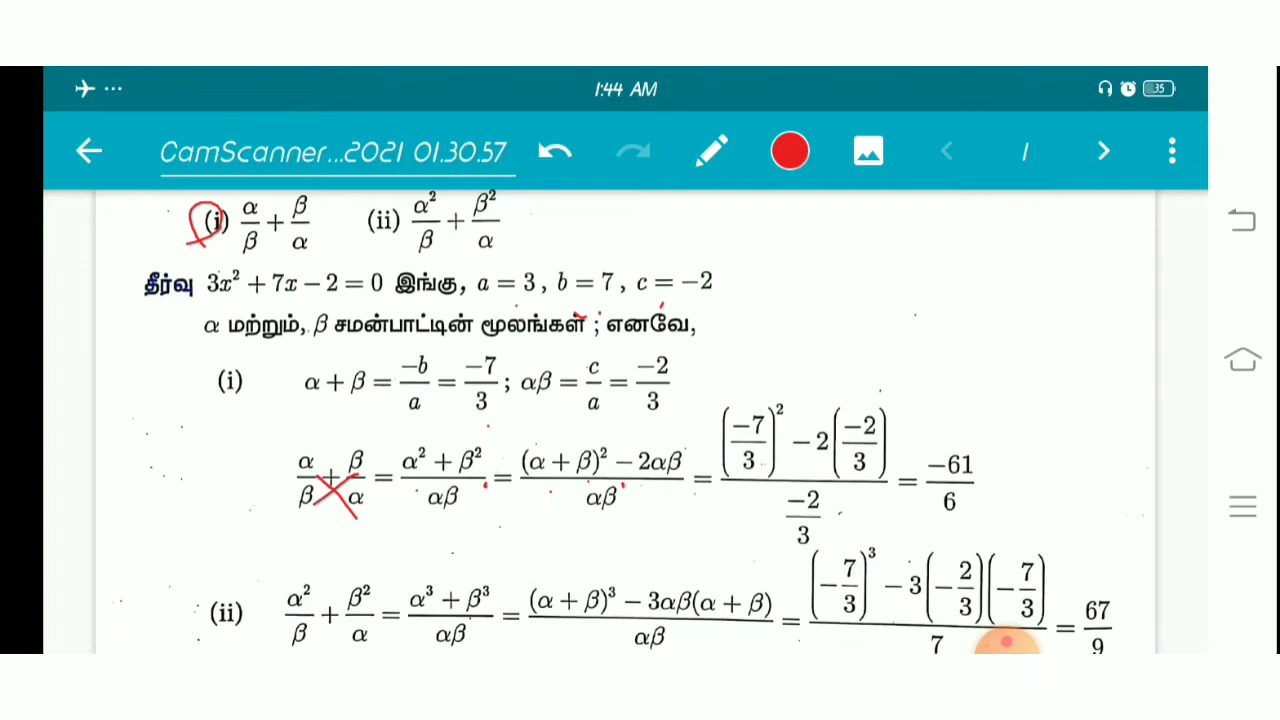 1:44 AM 35
CamScanner...2021 01.30.57 1
(i) α/β + β/α (ii) α²/β + β²/α
தீர்வு 3x² + 7x − 2 = 0 இங்கு, a = 3 , b = 7 , c = −2
α மற்றும், β சமன்பாட்டின் மூலங்கள் ; எனவே,
(i) α + β = −b/a = −7/3 ; αβ = c/a = −2/3
α/β + β/α = (α² + β²)/αβ = ((α + β)² − 2αβ)/αβ = ((−7/3)² − 2(−2/3))/(−2/3) = −61/6
(ii) α²/β + β²/α = (α³ + β³)/αβ = ((α + β)³ − 3αβ(α + β))/αβ = ((−7/3)³ − 3(−2/3)(−7/3))/7 = 67/9